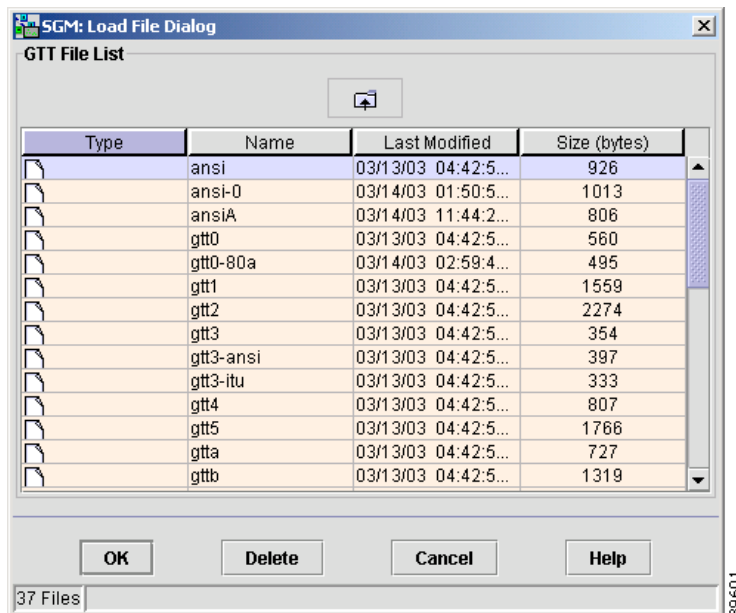 SGM: Load File Dialog
GTT File List
Type Name Last Modified Size (bytes)
ansi 03/13/03 04:42:5... 926
ansi-0 03/14/03 01:50:5... 1013
ansiA 03/14/03 11:44:2... 806
gtt0 03/13/03 04:42:5... 560
gtt0-80a 03/14/03 02:59:4... 495
gtt1 03/13/03 04:42:5... 1559
gtt2 03/13/03 04:42:5... 2274
gtt3 03/13/03 04:42:5... 354
gtt3-ansi 03/13/03 04:42:5... 397
gtt3-itu 03/13/03 04:42:5... 333
gtt4 03/13/03 04:42:5... 807
gtt5 03/13/03 04:42:5... 1766
gtta 03/13/03 04:42:5... 727
gttb 03/13/03 04:42:5... 1319
OK Delete Cancel Help
37 Files